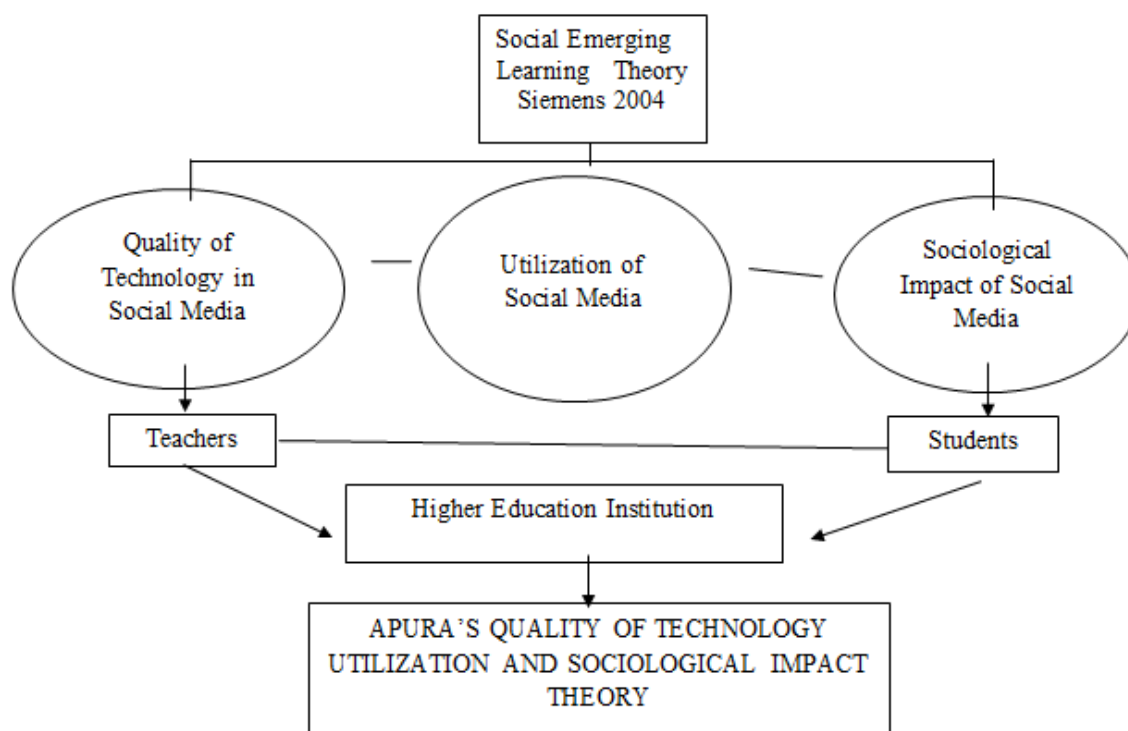 Social Emerging
Learning Theory
Siemens 2004
Quality of
Technology in
Social Media
Utilization of
Social Media
Sociological
Impact of Social
Media
Teachers
Students
Higher Education Institution
APURA’S QUALITY OF TECHNOLOGY
UTILIZATION AND SOCIOLOGICAL IMPACT
THEORY